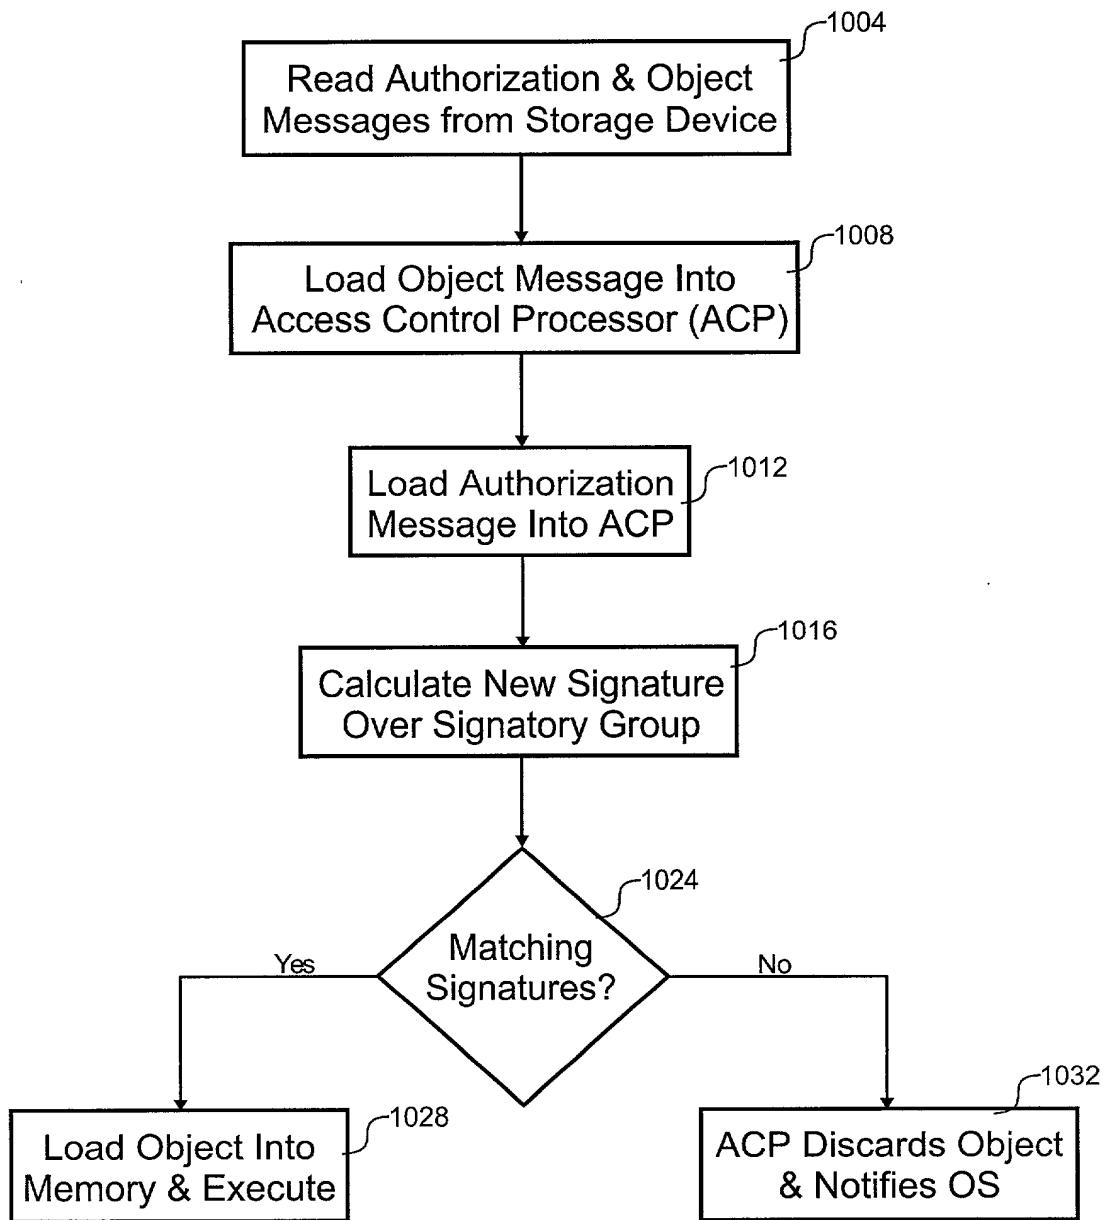 1004
Read Authorization & Object
Messages from Storage Device
1008
Load Object Message Into
Access Control Processor (ACP)
1012
Load Authorization
Message Into ACP
1016
Calculate New Signature
Over Signatory Group
1024
Matching
Signatures?
Yes
No
1028
Load Object Into
Memory & Execute
1032
ACP Discards Object
& Notifies OS